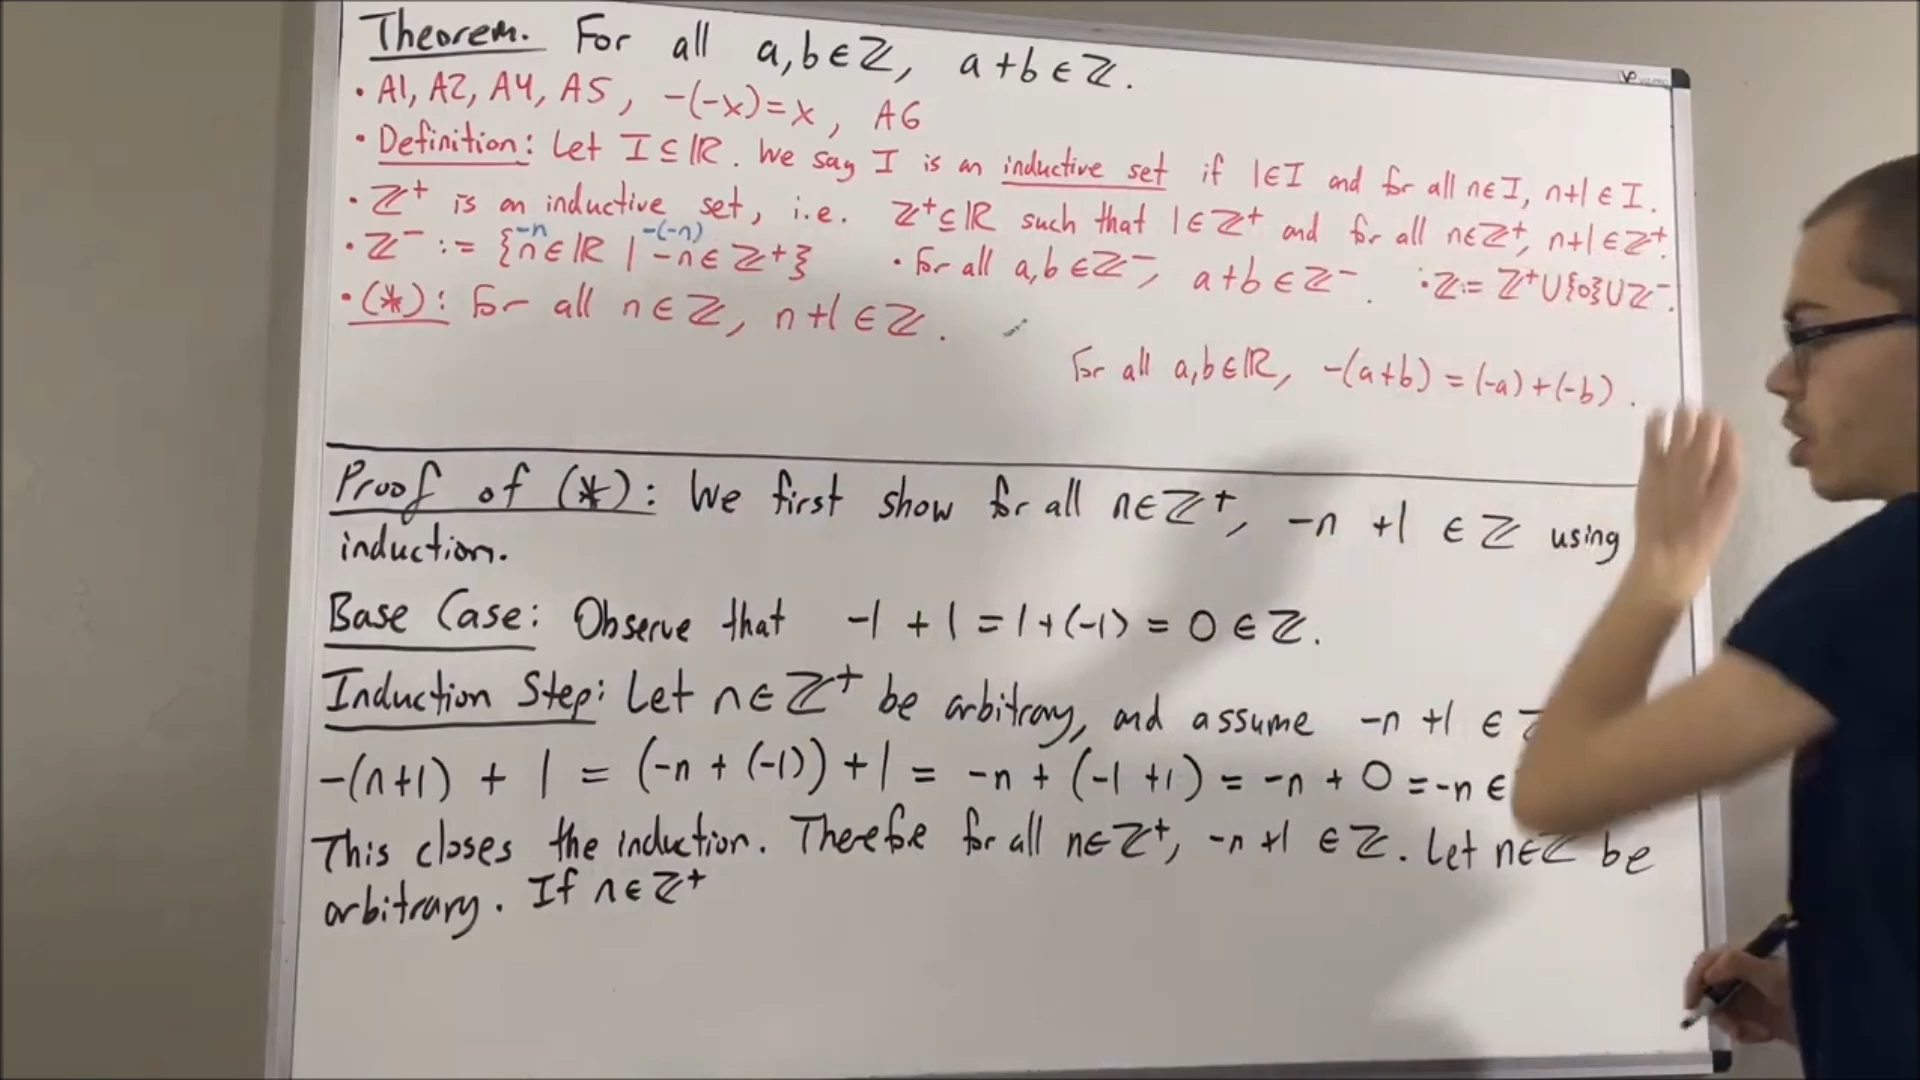 Theorem. For all a,b∈ℤ, a+b∈ℤ.
• A1, A2, A4, A5, -(-x)=x, A6
• Definition: Let I⊆ℝ. We say I is an inductive set if 1∈I and for all n∈I, n+1∈I.
• ℤ⁺ is an inductive set, i.e. ℤ⁺⊆ℝ such that 1∈ℤ⁺ and for all n∈ℤ⁺, n+1∈ℤ⁺.
-n -(-n)
• ℤ⁻ := {n∈ℝ | -n∈ℤ⁺} • For all a,b∈ℤ⁻, a+b∈ℤ⁻. • ℤ:= ℤ⁺∪{0}∪ℤ⁻.
• (*): For all n∈ℤ, n+1∈ℤ.
For all a,b∈ℝ, -(a+b)=(-a)+(-b).
Proof of (*): We first show for all n∈ℤ⁺, -n +1 ∈ℤ using
induction.
Base Case: Observe that -1 + 1 = 1+(-1) = 0 ∈ℤ.
Induction Step: Let n∈ℤ⁺ be arbitrary, and assume -n +1 ∈
-(n+1) + 1 = (-n + (-1)) + 1 = -n + (-1 +1) = -n + 0 = -n ∈
This closes the induction. Therefore for all n∈ℤ⁺, -n +1 ∈ℤ. Let n∈ℤ be
arbitrary. If n∈ℤ⁺